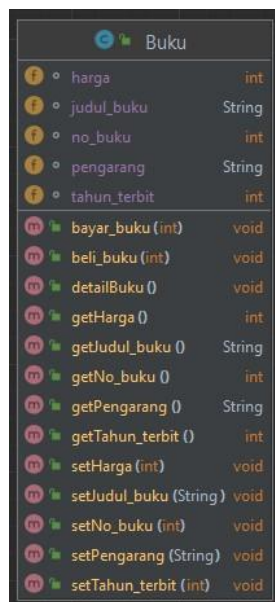 Buku
harga int
judul_buku String
no_buku int
pengarang String
tahun_terbit int
bayar_buku (int) void
beli_buku (int) void
detailBuku () void
getHarga () int
getJudul_buku () String
getNo_buku () int
getPengarang () String
getTahun_terbit () int
setHarga (int) void
setJudul_buku (String) void
setNo_buku (int) void
setPengarang (String) void
setTahun_terbit (int) void